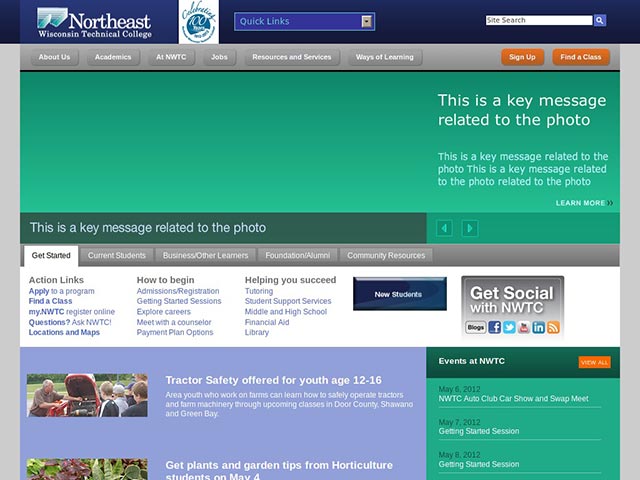 Northeast
Wisconsin Technical College
Celebrating
100
Quick Links
Site Search
About Us
Academics
At NWTC
Jobs
Resources and Services
Ways of Learning
Sign Up
Find a Class
This is a key message
related to the photo
This is a key message related to the
photo This is a key message related
to the photo related to the photo
LEARN MORE ››
This is a key message related to the photo
Get Started
Current Students
Business/Other Learners
Foundation/Alumni
Community Resources
Action Links
Apply to a program
Find a Class
my.NWTC register online
Questions? Ask NWTC!
Locations and Maps
How to begin
Admissions/Registration
Getting Started Sessions
Explore careers
Meet with a counselor
Payment Plan Options
Helping you succeed
Tutoring
Student Support Services
Middle and High School
Financial Aid
Library
New Students
Get Social
with NWTC
Blogs
Tractor Safety offered for youth age 12-16
Area youth who work on farms can learn how to safely operate tractors
and farm machinery through upcoming classes in Door County, Shawano
and Green Bay.
Get plants and garden tips from Horticulture
students on May 4
Events at NWTC
VIEW ALL
May 6, 2012
NWTC Auto Club Car Show and Swap Meet
May 7, 2012
Getting Started Session
May 8, 2012
Getting Started Session